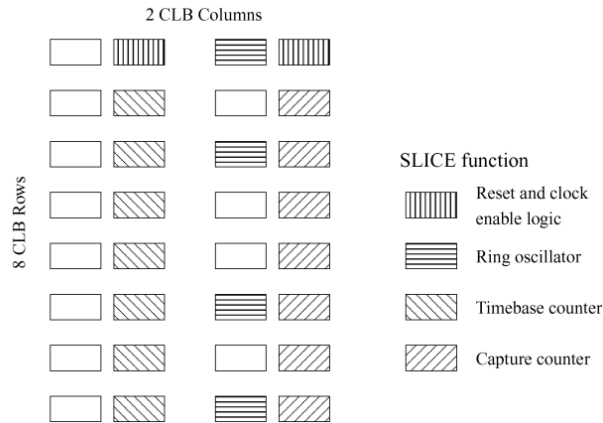 2 CLB Columns
8 CLB Rows
SLICE function
Reset and clock
enable logic
Ring oscillator
Timebase counter
Capture counter